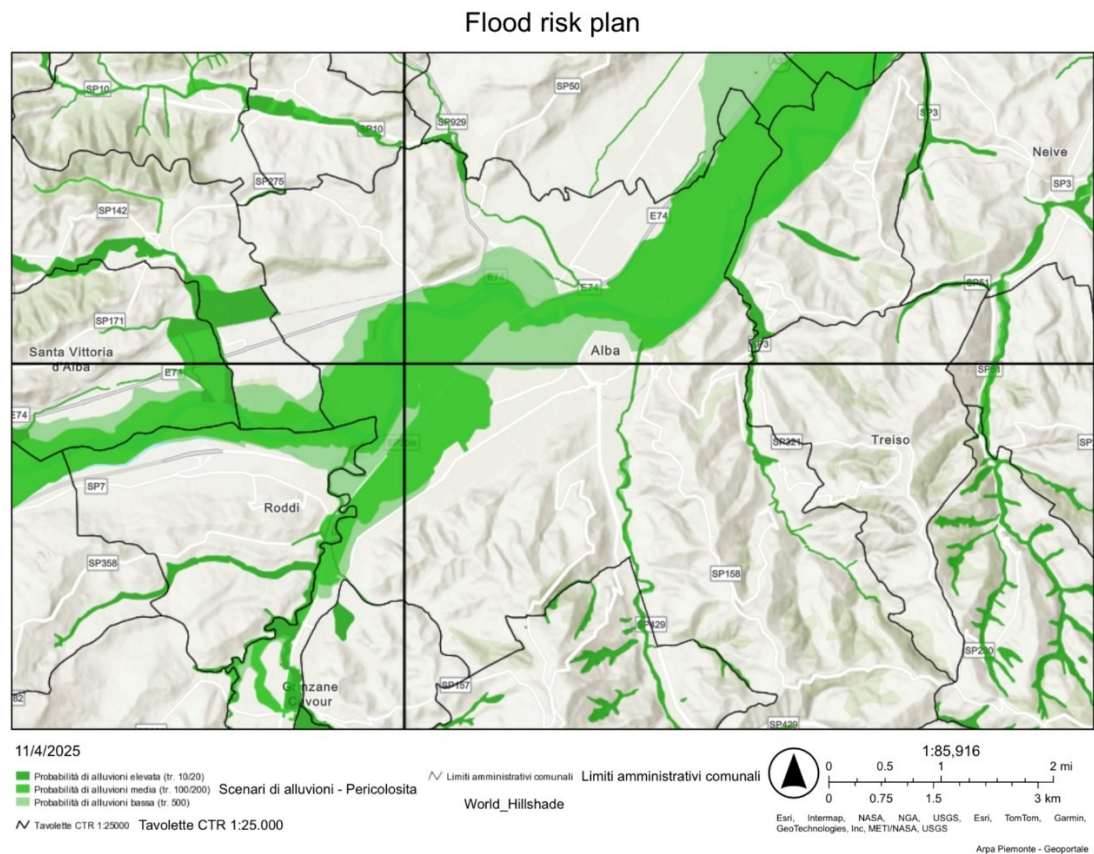 Flood risk plan
SP10
SP50
SP929
SP10
SP3
Neive
SP275
SP3
SP142
E74
E74
E74
SP51
SP171
Santa Vittoria
d'Alba
Alba
E74
SP321
Treiso
SP7
Roddi
SP358
SP158
SP429
Grinzane
Cavour
SP157
SP429
11/4/2025
Probabilità di alluvioni elevata (tr. 10/20)
Probabilità di alluvioni media (tr. 100/200)
Probabilità di alluvioni bassa (tr. 500)
Scenari di alluvioni - Pericolosita
Tavolette CTR 1:25000
Tavolette CTR 1:25.000
Limiti amministrativi comunali
Limiti amministrativi comunali
World_Hillshade
1:85,916
0 0.5 1 2 mi
0 0.75 1.5 3 km
Esri, Intermap, NASA, NGA, USGS, Esri, TomTom, Garmin,
GeoTechnologies, Inc, METI/NASA, USGS
Arpa Piemonte - Geoportale